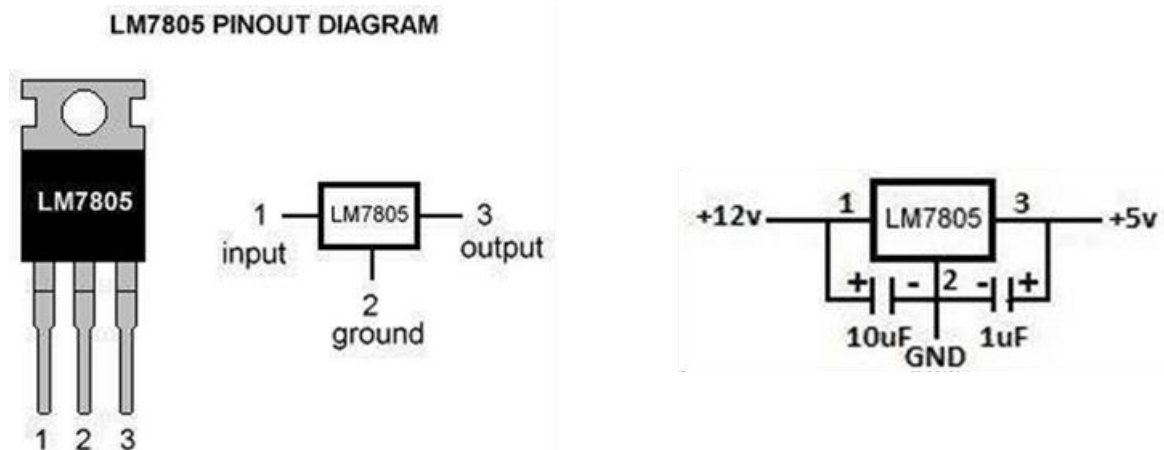 LM7805 PINOUT DIAGRAM
LM7805
1 2 3
1 LM7805 3
input output
2
ground
+12v 1 LM7805 3 +5v
+ - 2 - +
10uF 1uF
GND